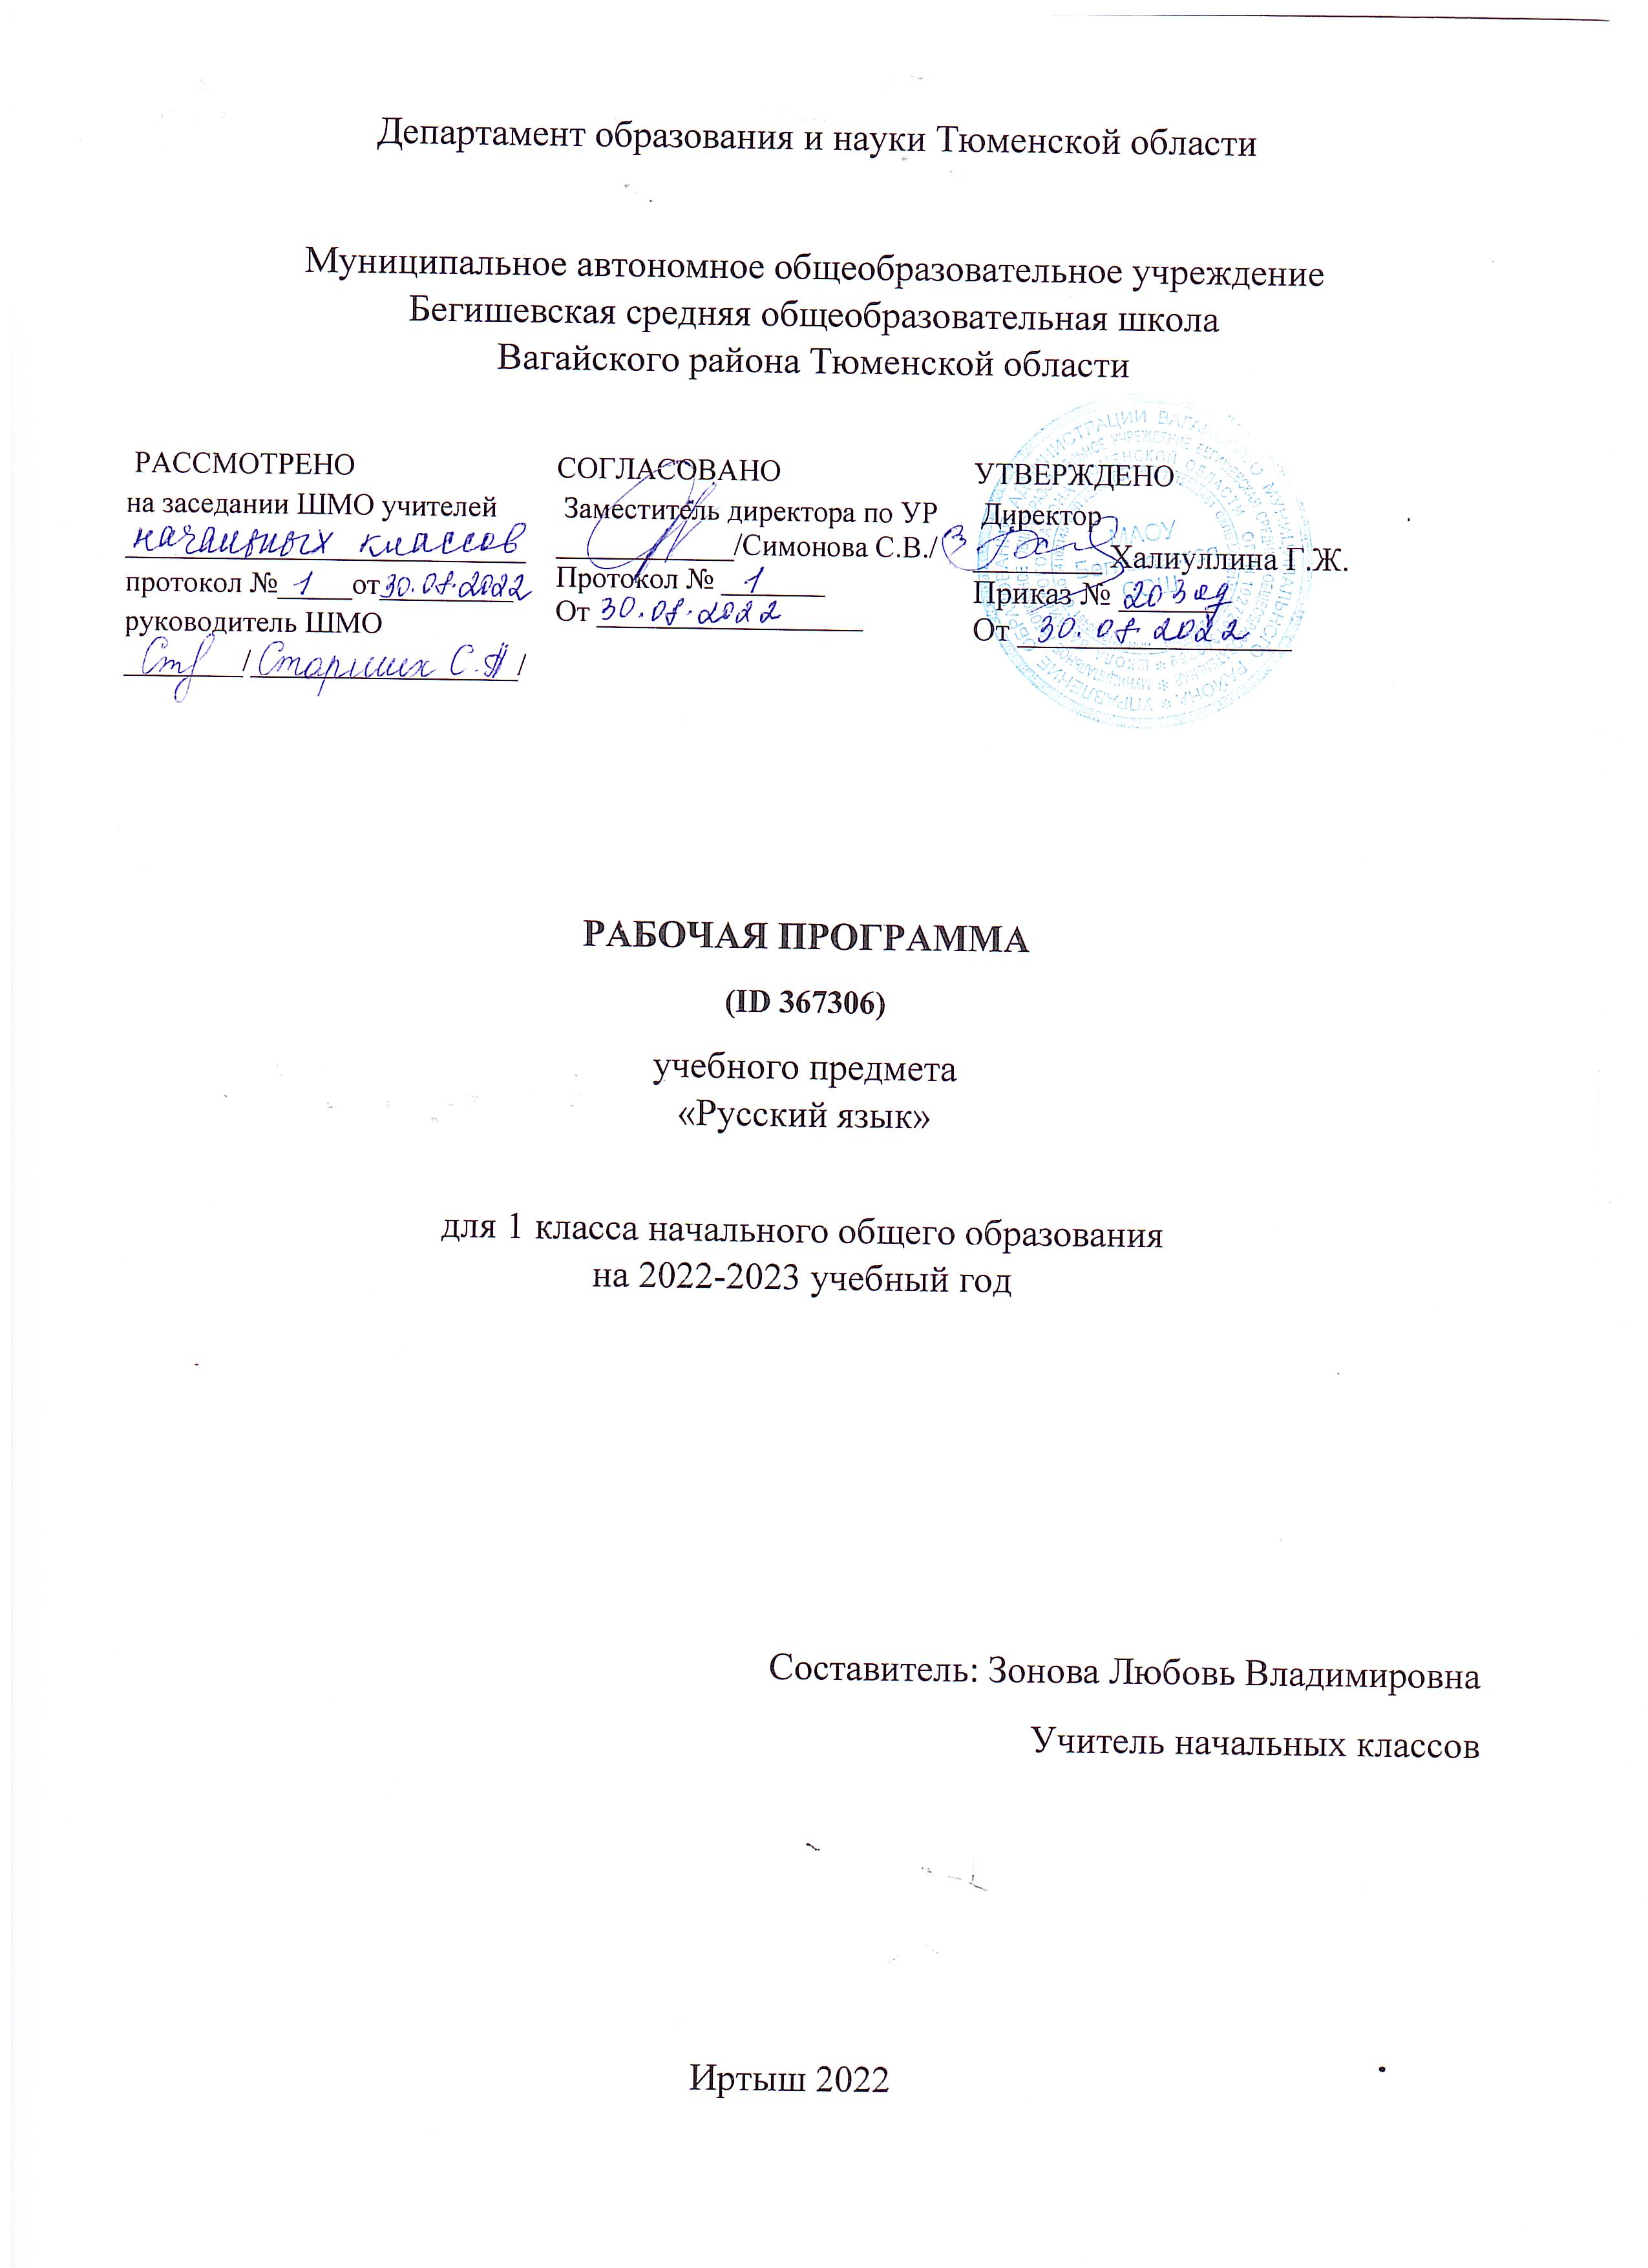 Департамент образования и науки Тюменской области
Муниципальное автономное общеобразовательное учреждение
Бегишевская средняя общеобразовательная школа
Вагайского района Тюменской области
РАССМОТРЕНО
на заседании ШМО учителей
начальных классов
протокол № 1 от 30.08.2022
руководитель ШМО
/ Старших С.П /
СОГЛАСОВАНО
Заместитель директора по УР
/Симонова С.В./
Протокол № 1
От 30.08.2022
УТВЕРЖДЕНО
Директор
Халиуллина Г.Ж.
Приказ № 203 од
От 30.08.2022
РАБОЧАЯ ПРОГРАММА
(ID 367306)
учебного предмета
«Русский язык»
для 1 класса начального общего образования
на 2022-2023 учебный год
Составитель: Зонова Любовь Владимировна
Учитель начальных классов
Иртыш 2022